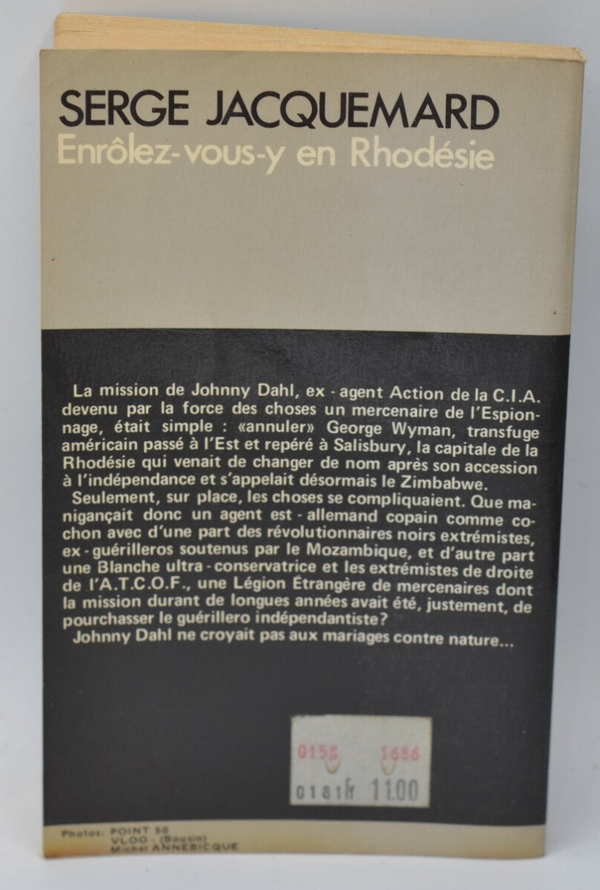 SERGE JACQUEMARD
Enrôlez-vous-y en Rhodésie
La mission de Johnny Dahl, ex - agent Action de la C.I.A.
devenu par la force des choses un mercenaire de l'Espion-
nage, était simple : «annuler» George Wyman, transfuge
américain passé à l'Est et repéré à Salisbury, la capitale de la
Rhodésie qui venait de changer de nom après son accession
à l'indépendance et s'appelait désormais le Zimbabwe.
Seulement, sur place, les choses se compliquaient. Que ma-
nigançait donc un agent est - allemand copain comme co-
chon avec d'une part des révolutionnaires noirs extrémistes,
ex - guérilleros soutenus par le Mozambique, et d'autre part
une Blanche ultra - conservatrice et les extrémistes de droite
de l'A.T.C.O.F., une Légion Étrangère de mercenaires dont
la mission durant de longues années avait été, justement, de
pourchasser le guérillero indépendantiste?
Johnny Dahl ne croyait pas aux mariages contre nature...
0181fr 11.00
Photos: POINT 50
VLOO - (Bousin)
Michel ANNEBICQUE